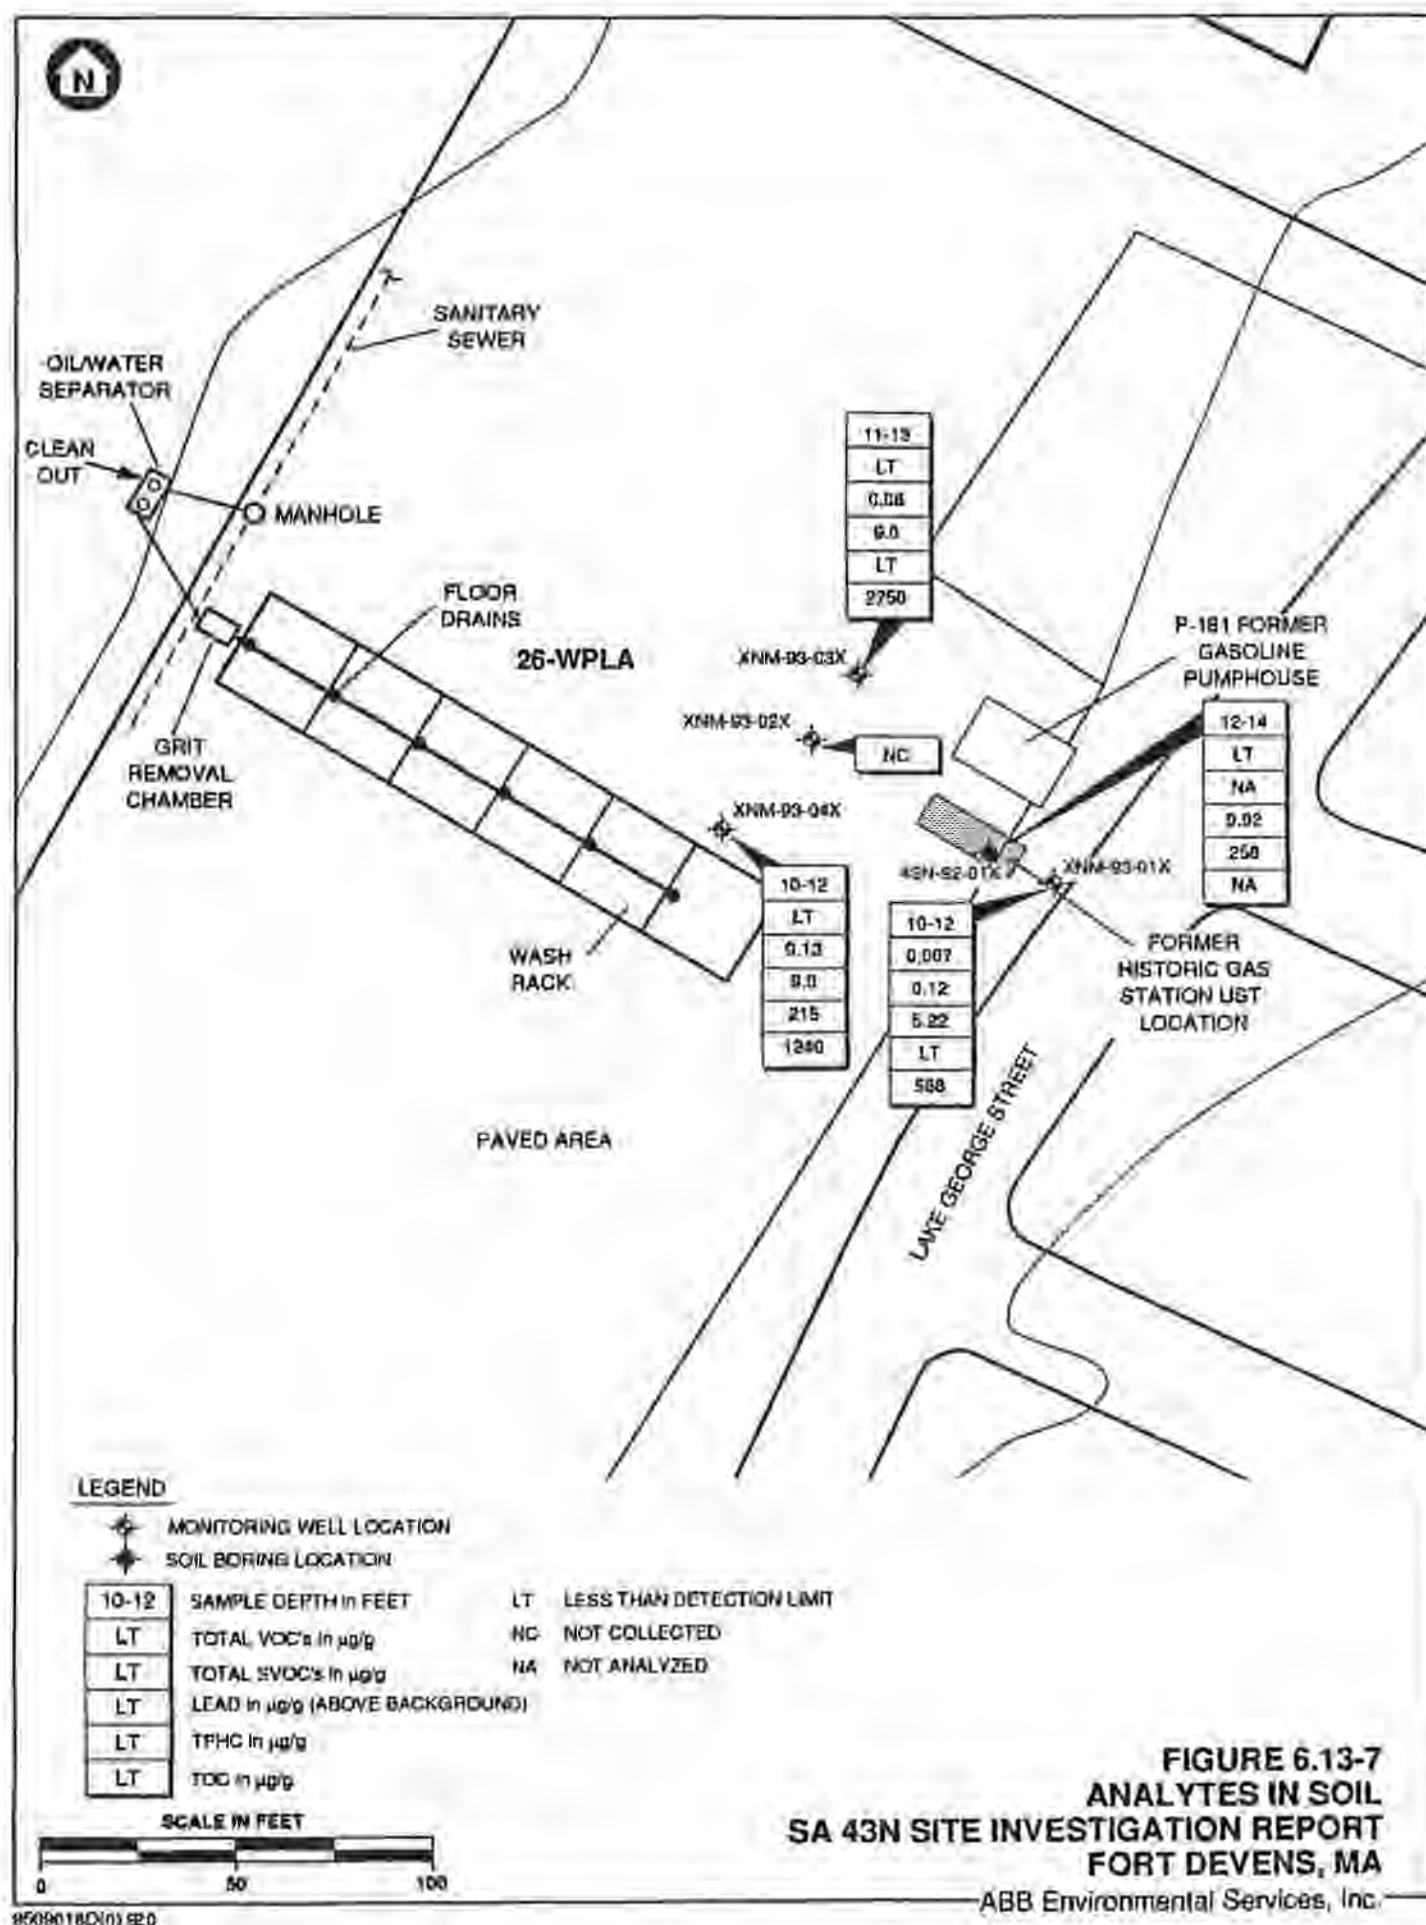 N
SANITARY
SEWER
OIL/WATER
SEPARATOR
CLEAN
OUT
MANHOLE
FLOOR
DRAINS
26-WPLA
GRIT
REMOVAL
CHAMBER
WASH
RACK
PAVED AREA
11-13
LT
9.0
LT
2750
XNM-93-03X
XNM-93-02X
NC
XNM-93-04X
10-12
LT
0.13
9.0
215
1240
P-181 FORMER
GASOLINE
PUMPHOUSE
12-14
LT
NA
9.92
NA
43N-92-01X
XNM-93-01X
10-12
0.007
0.12
5.22
LT
588
FORMER
HISTORIC GAS
STATION UST
LOCATION
LAKE GEORGE STREET
LEGEND
MONITORING WELL LOCATION
SOIL BORING LOCATION
10-12 SAMPLE DEPTH in FEET
LT TOTAL VOC's in µg/g
LT TOTAL SVOC's in µg/g
LT LEAD in µg/g (ABOVE BACKGROUND)
LT TPHC in µg/g
LT TOC in µg/g
LT LESS THAN DETECTION LIMIT
NC NOT COLLECTED
NA NOT ANALYZED
SCALE IN FEET
0 50 100
FIGURE 6.13-7
ANALYTES IN SOIL
SA 43N SITE INVESTIGATION REPORT
FORT DEVENS, MA
ABB Environmental Services, Inc.